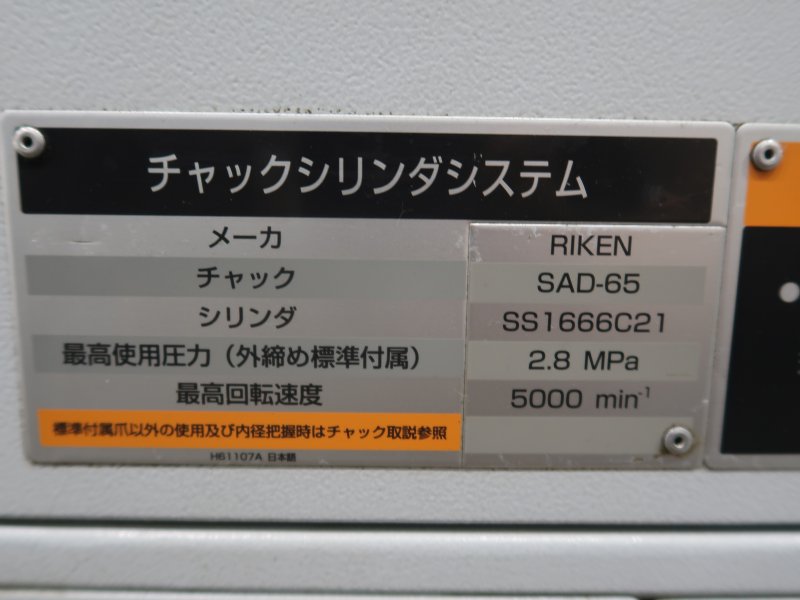 チャックシリンダシステム
メーカ RIKEN
チャック SAD-65
シリンダ SS1666C21
最高使用圧力（外締め標準付属） 2.8 MPa
最高回転速度 5000 min-1
標準付属爪以外の使用及び内径把握時はチャック取説参照
H61107A 日本語